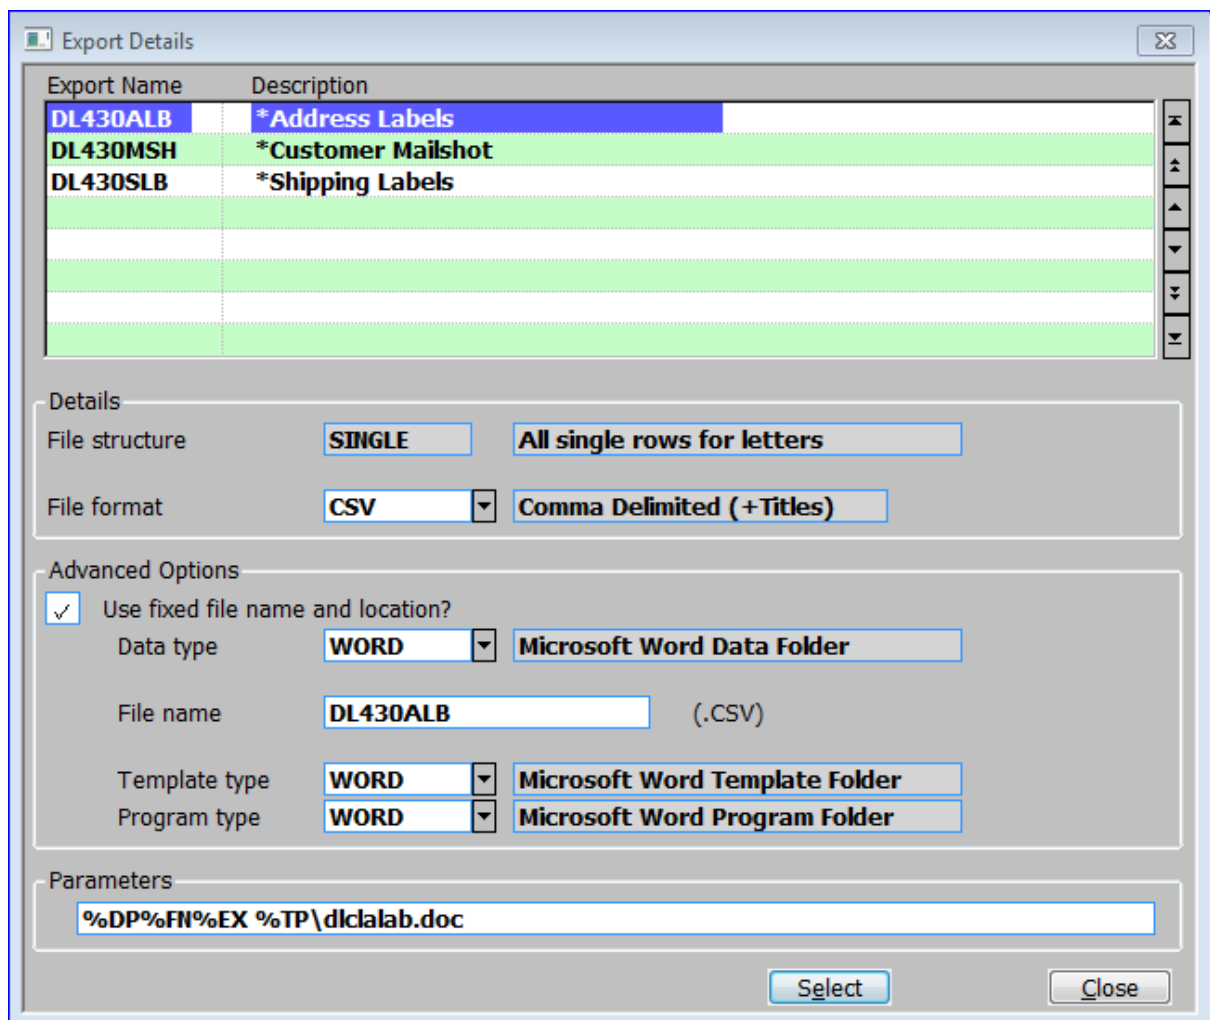 Export Details
Export Name Description
DL430ALB *Address Labels
DL430MSH *Customer Mailshot
DL430SLB *Shipping Labels
Details
File structure SINGLE All single rows for letters
File format CSV Comma Delimited (+Titles)
Advanced Options
Use fixed file name and location?
Data type WORD Microsoft Word Data Folder
File name DL430ALB (.CSV)
Template type WORD Microsoft Word Template Folder
Program type WORD Microsoft Word Program Folder
Parameters
%DP%FN%EX %TP\dlclalab.doc
Select Close